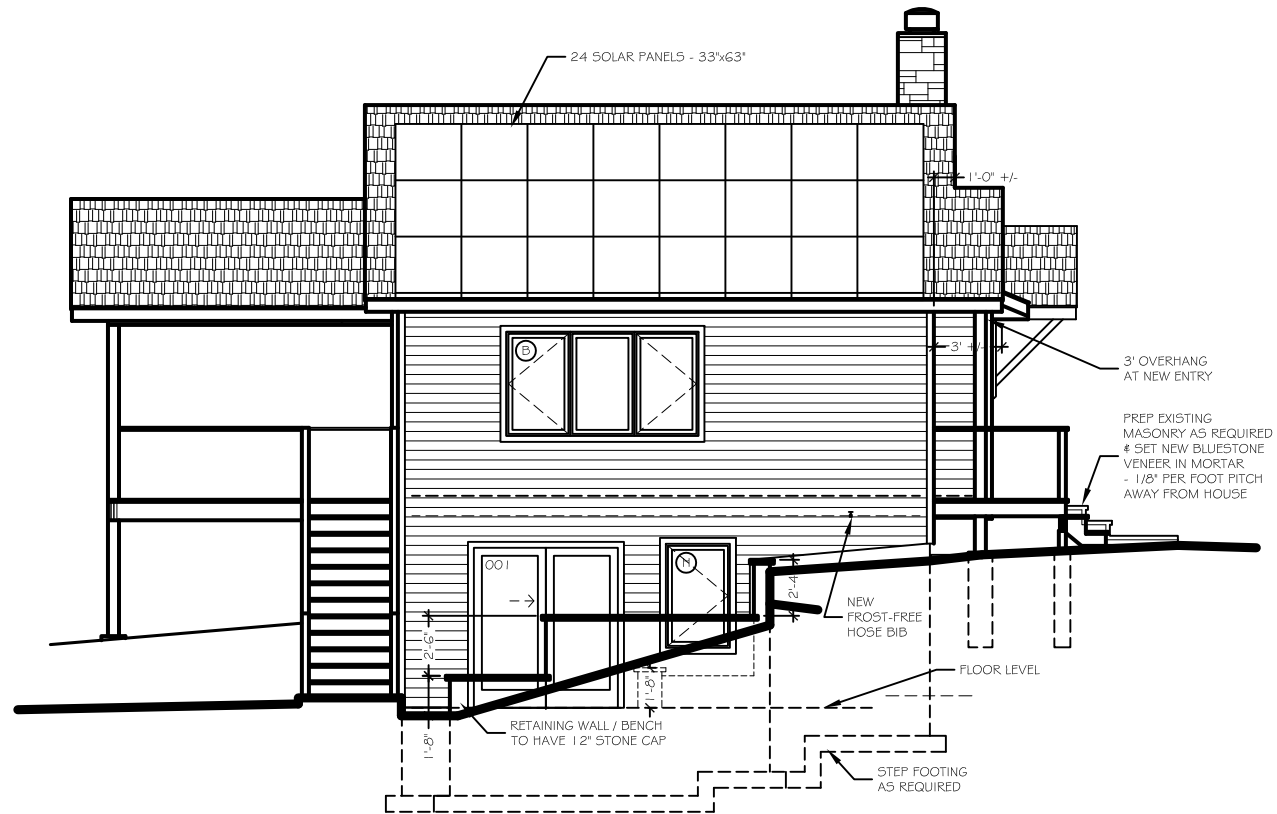 24 SOLAR PANELS - 33"x63"
1'-0" +/-
B
3' +/-
3' OVERHANG
AT NEW ENTRY
PREP EXISTING
MASONRY AS REQUIRED
& SET NEW BLUESTONE
VENEER IN MORTAR
- 1/8" PER FOOT PITCH
AWAY FROM HOUSE
001
2'-4"
NEW
FROST-FREE
HOSE BIB
2'-6"
FLOOR LEVEL
1'-8"
RETAINING WALL / BENCH
TO HAVE 12" STONE CAP
1'-8"
STEP FOOTING
AS REQUIRED